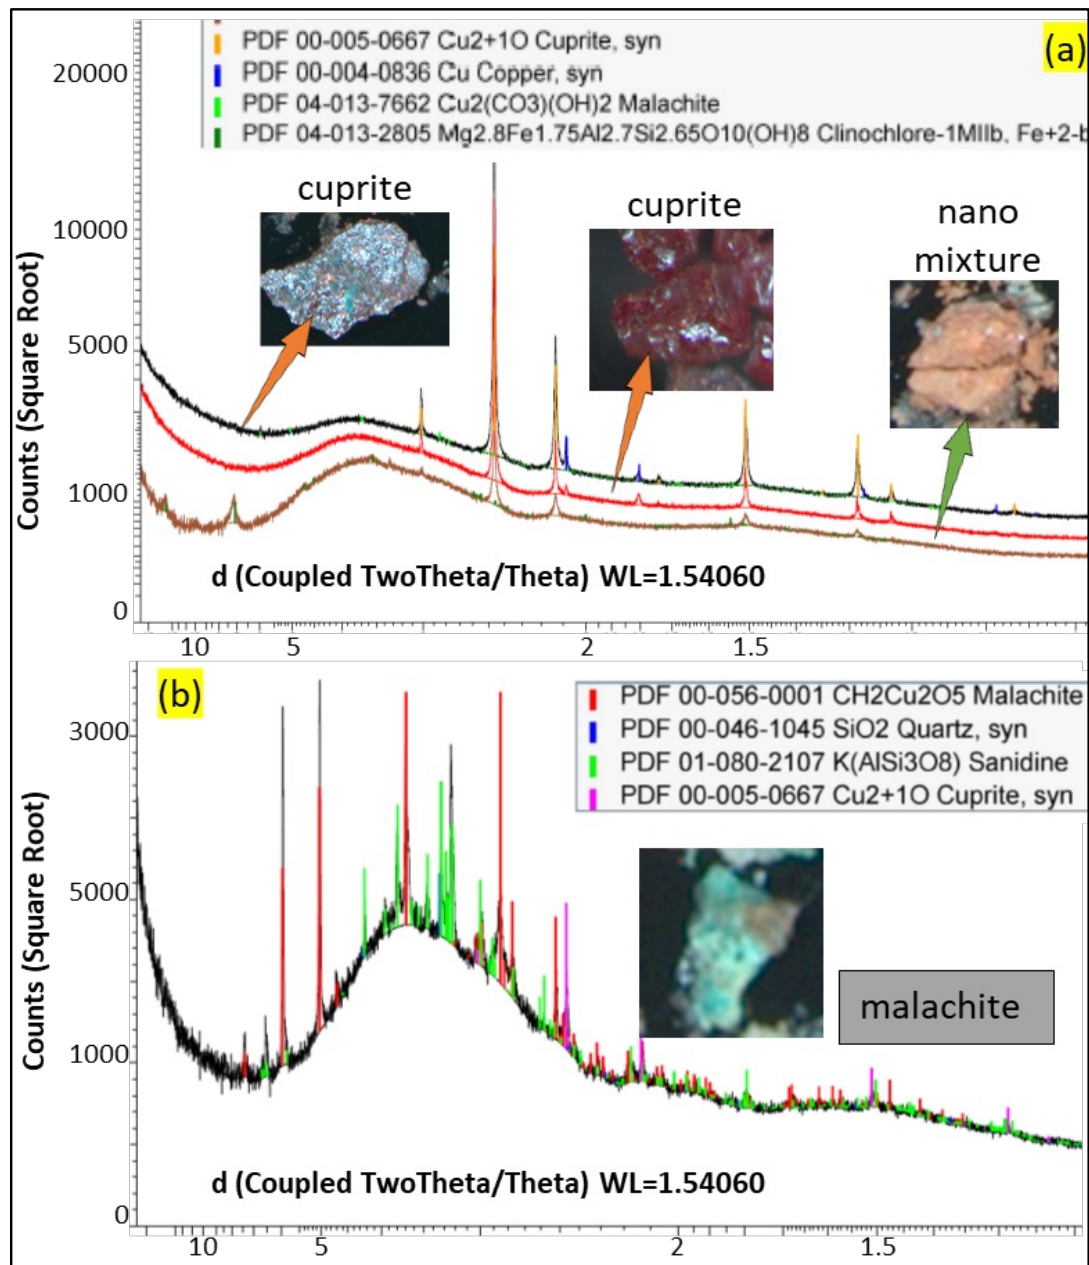 PDF 00-005-0667 Cu2+1O Cuprite, syn
(a)
PDF 00-004-0836 Cu Copper, syn
PDF 04-013-7662 Cu2(CO3)(OH)2 Malachite
PDF 04-013-2805 Mg2.8Fe1.75Al2.7Si2.65O10(OH)8 Clinochlore-1MIIb, Fe+2-b
20000
10000
5000
1000
0
Counts (Square Root)
cuprite
cuprite
nano
mixture
d (Coupled TwoTheta/Theta) WL=1.54060
10 5 2 1.5
(b)
PDF 00-056-0001 CH2Cu2O5 Malachite
PDF 00-046-1045 SiO2 Quartz, syn
PDF 01-080-2107 K(AlSi3O8) Sanidine
PDF 00-005-0667 Cu2+1O Cuprite, syn
3000
5000
1000
0
Counts (Square Root)
malachite
d (Coupled TwoTheta/Theta) WL=1.54060
10 5 2 1.5